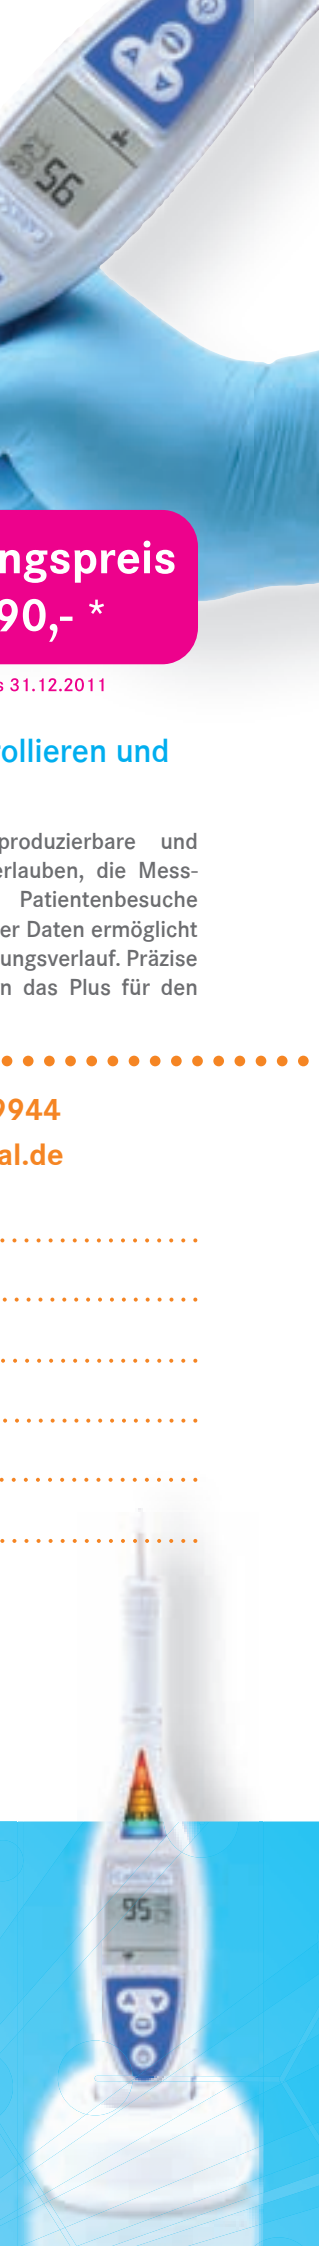 56
ngspreis
90,- *
s 31.12.2011
ollieren und
produzierbare und
erlauben, die Mess-
Patientenbesuche
er Daten ermöglicht
ungsverlauf. Präzise
n das Plus für den
9944
al.de
95